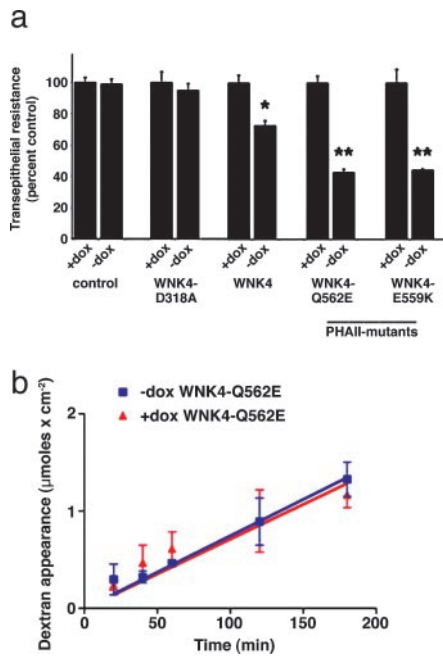 a
Transepithelial resistance
(percent control)
100
80
60
40
20
0
*
**
**
+dox -dox +dox -dox +dox -dox +dox -dox +dox -dox
control WNK4- WNK4 WNK4- WNK4-
D318A Q562E E559K
PHAII-mutants
b
-dox WNK4-Q562E
+dox WNK4-Q562E
Dextran appearance (μmoles x cm⁻²)
2
1
0
0 50 100 150 200
Time (min)